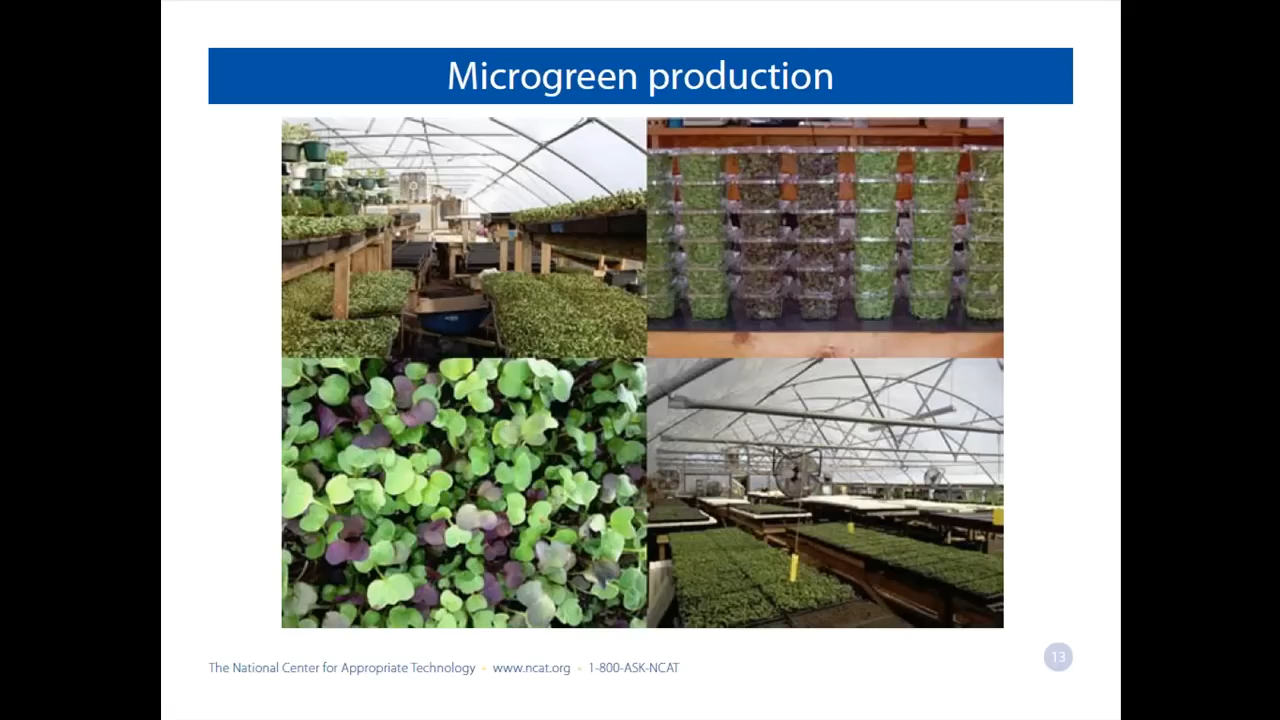 Microgreen production
The National Center for Appropriate Technology • www.ncat.org • 1-800-ASK-NCAT
13